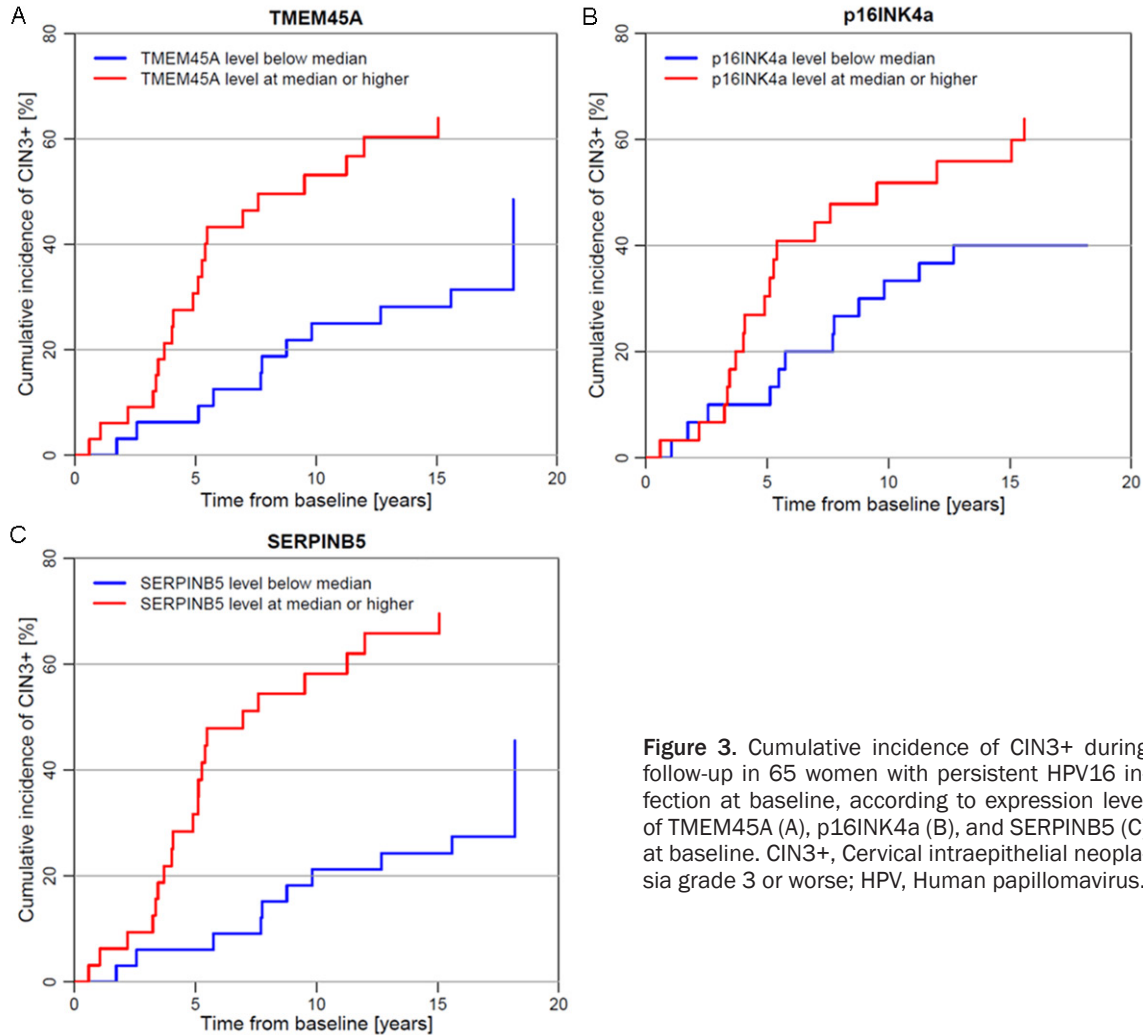 A
TMEM45A
80
60
40
20
0
Cumulative incidence of CIN3+ [%]
TMEM45A level below median
TMEM45A level at median or higher
0 5 10 15 20
Time from baseline [years]
B
p16INK4a
80
60
40
20
0
Cumulative incidence of CIN3+ [%]
p16INK4a level below median
p16INK4a level at median or higher
0 5 10 15 20
Time from baseline [years]
C
SERPINB5
80
60
40
20
0
Cumulative incidence of CIN3+ [%]
SERPINB5 level below median
SERPINB5 level at median or higher
0 5 10 15 20
Time from baseline [years]
Figure 3. Cumulative incidence of CIN3+ during
follow-up in 65 women with persistent HPV16 in-
fection at baseline, according to expression level
of TMEM45A (A), p16INK4a (B), and SERPINB5 (C)
at baseline. CIN3+, Cervical intraepithelial neopla-
sia grade 3 or worse; HPV, Human papillomavirus.